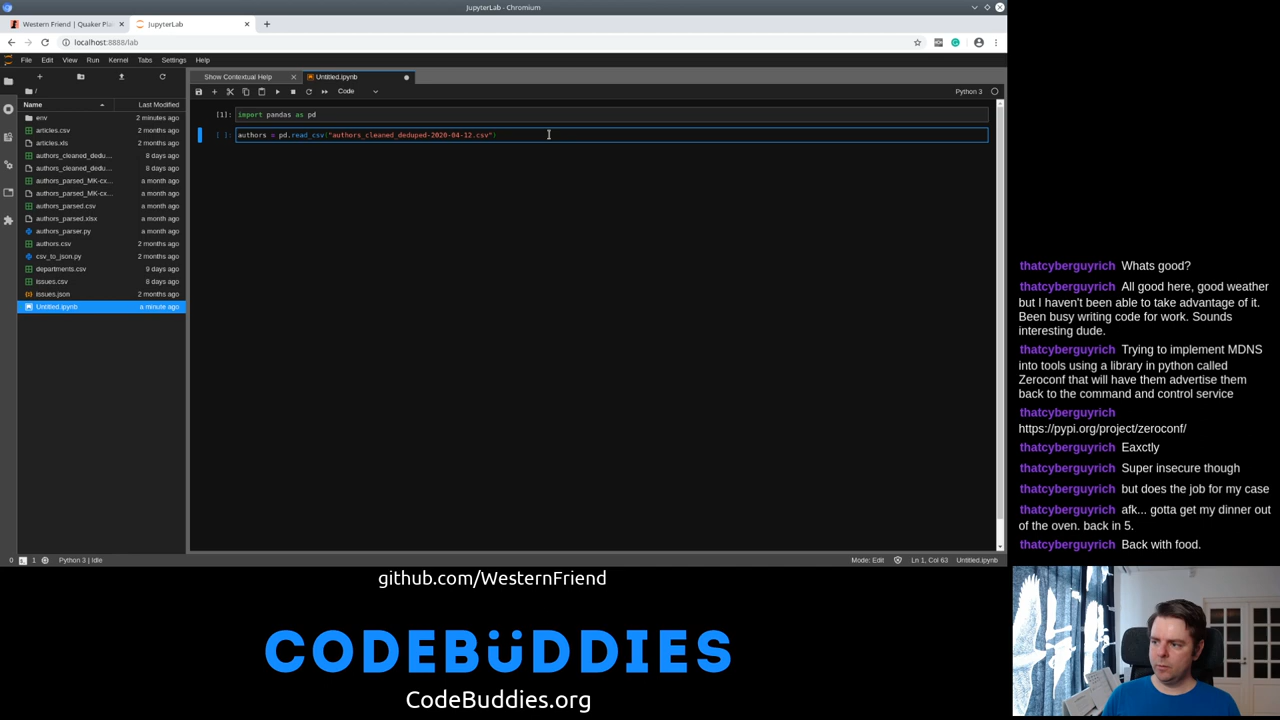 JupyterLab - Chromium
Western Friend | Quaker Pla
JupyterLab
localhost:8888/lab
File Edit View Run Kernel Tabs Settings Help
Show Contextual Help
Untitled.ipynb
Code
Python 3
/
Name Last Modified
env 2 minutes ago
articles.csv 2 months ago
articles.xls 2 months ago
authors_cleaned_dedu... 8 days ago
authors_cleaned_dedu... 8 days ago
authors_parsed_MK-cx... a month ago
authors_parsed_MK-cx... a month ago
authors_parsed.csv a month ago
authors_parsed.xlsx a month ago
authors_parser.py a month ago
authors.csv 2 months ago
csv_to_json.py 2 months ago
departments.csv 9 days ago
issues.csv 8 days ago
issues.json 2 months ago
Untitled.ipynb a minute ago
[1]: import pandas as pd
[ ]: authors = pd.read_csv("authors_cleaned_deduped-2020-04-12.csv")
0 1 Python 3 | Idle
Mode: Edit Ln 1, Col 63 Untitled.ipynb
thatcyberguyrich Whats good?
thatcyberguyrich All good here, good weather
but I haven't been able to take advantage of it.
Been busy writing code for work. Sounds
interesting dude.
thatcyberguyrich Trying to implement MDNS
into tools using a library in python called
Zeroconf that will have them advertise them
back to the command and control service
thatcyberguyrich
https://pypi.org/project/zeroconf/
thatcyberguyrich Eaxctly
thatcyberguyrich Super insecure though
thatcyberguyrich but does the job for my case
thatcyberguyrich afk... gotta get my dinner out
of the oven. back in 5.
thatcyberguyrich Back with food.
github.com/WesternFriend
CODEBÜDDIES
CodeBuddies.org